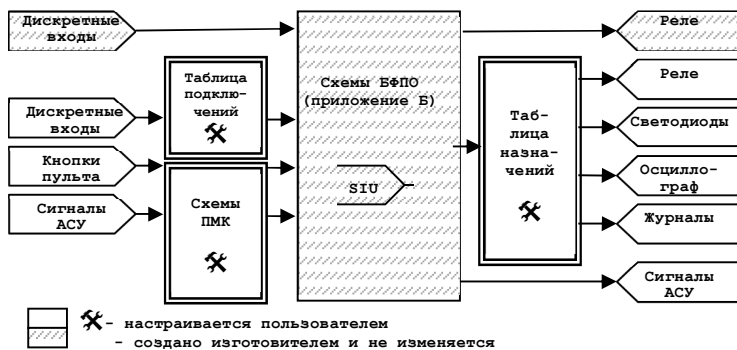 Дискретные
входы
Таблица
подклю-
чений
Дискретные
входы
Кнопки
пульта
Сигналы
АСУ
Схемы
ПМК
Схемы БФПО
(приложение Б)
SIU
Таб-
лица
назна-
чений
Реле
Реле
Светодиоды
Осцилло-
граф
Журналы
Сигналы
АСУ
- настраивается пользователем
- создано изготовителем и не изменяется